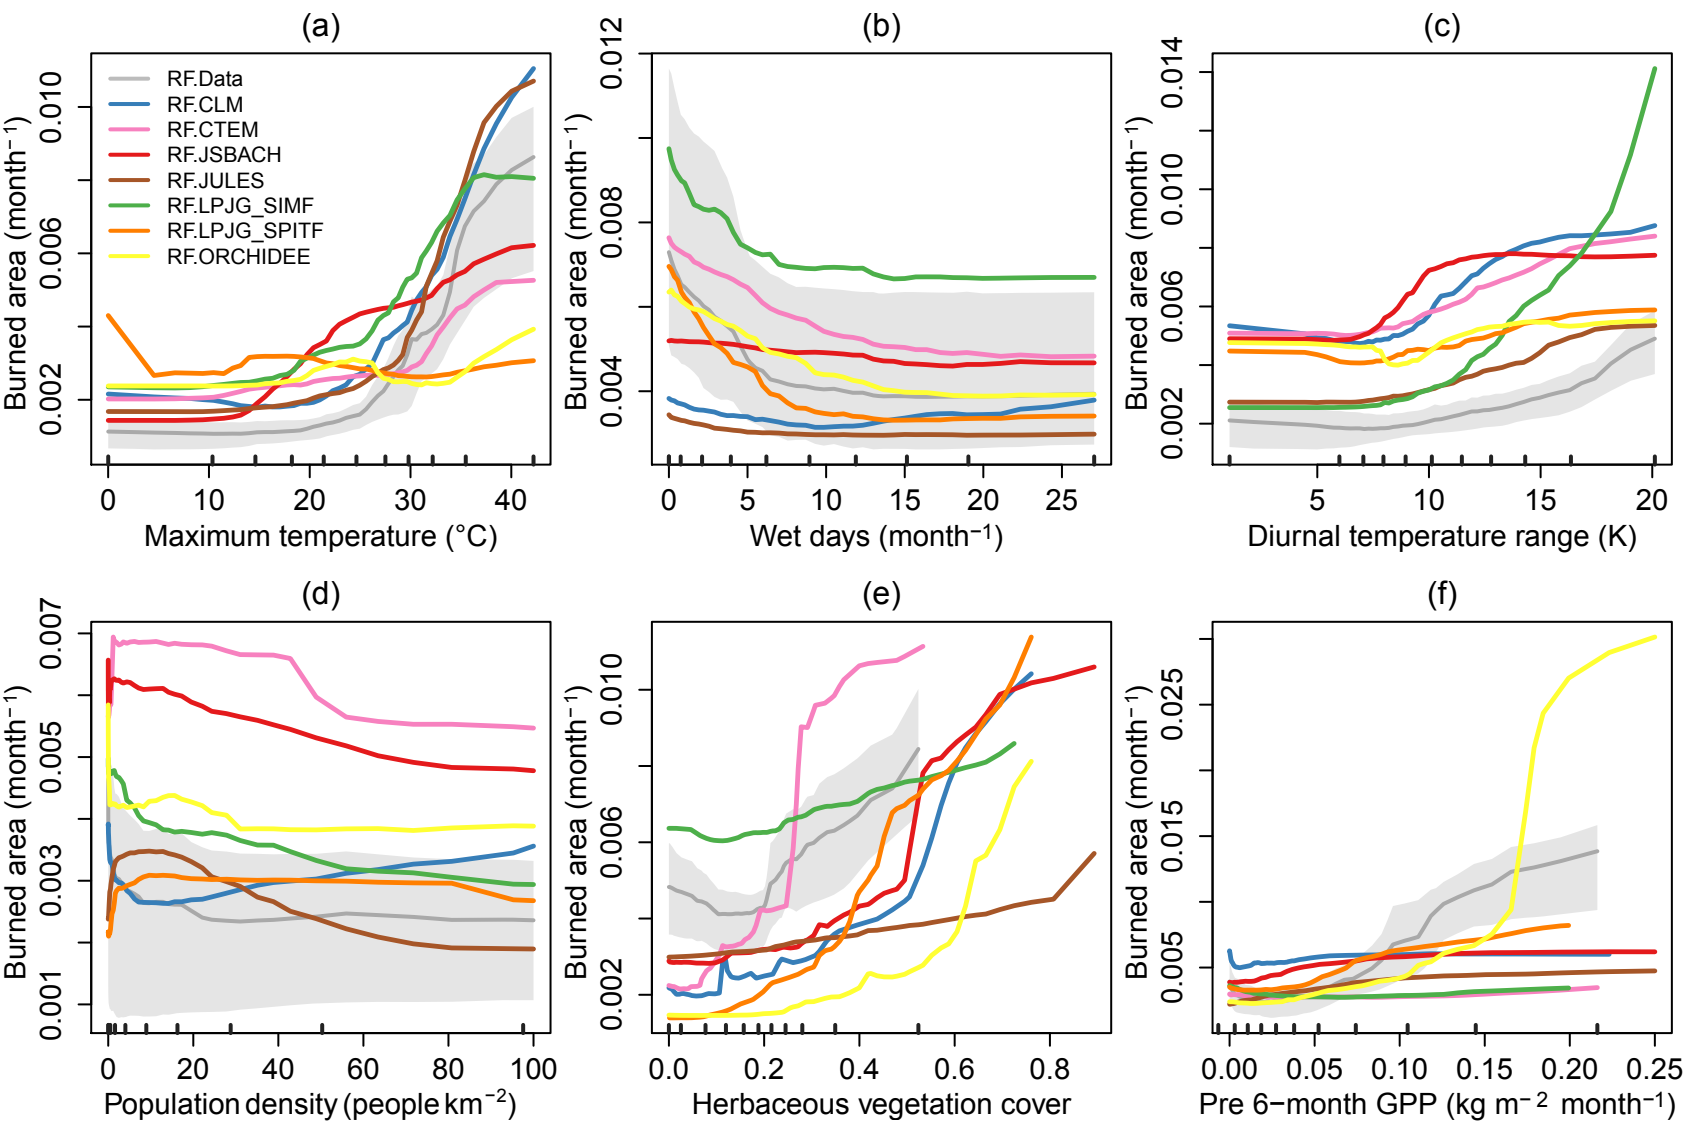 (a)
Burned area (month⁻¹)
0.002
0.006
0.010
RF.Data
RF.CLM
RF.CTEM
RF.JSBACH
RF.JULES
RF.LPJG_SIMF
RF.LPJG_SPITF
RF.ORCHIDEE
0 10 20 30 40
Maximum temperature (°C)
(b)
Burned area (month⁻¹)
0.004
0.008
0.012
0 5 10 15 20 25
Wet days (month⁻¹)
(c)
Burned area (month⁻¹)
0.002
0.006
0.010
0.014
5 10 15 20
Diurnal temperature range (K)
(d)
Burned area (month⁻¹)
0.001
0.003
0.005
0.007
0 20 40 60 80 100
Population density (people km⁻²)
(e)
Burned area (month⁻¹)
0.002
0.006
0.010
0.0 0.2 0.4 0.6 0.8
Herbaceous vegetation cover
(f)
Burned area (month⁻¹)
0.005
0.015
0.025
0.00 0.05 0.10 0.15 0.20 0.25
Pre 6−month GPP (kg m⁻² month⁻¹)